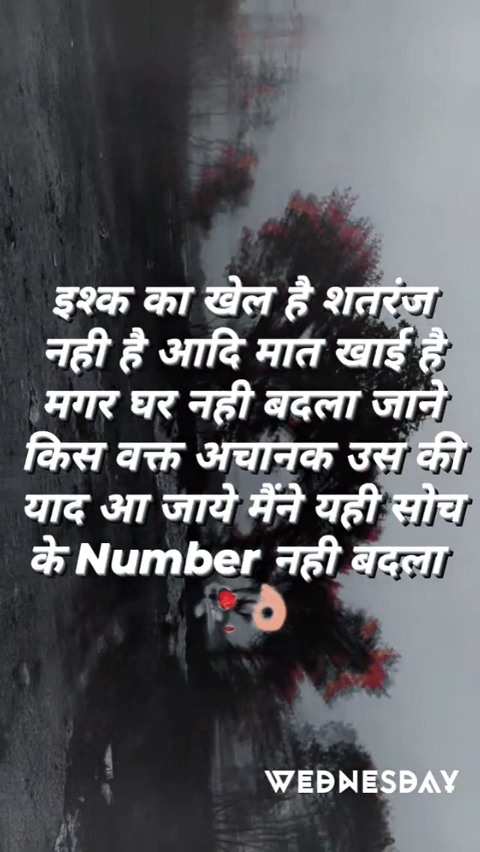 इश्क का खेल है शतरंज
नही है आदि मात खाई है
मगर घर नही बदला जाने
किस वक्त अचानक उस की
याद आ जाये मैंने यही सोच
के Number नही बदला
WEDNESDAY